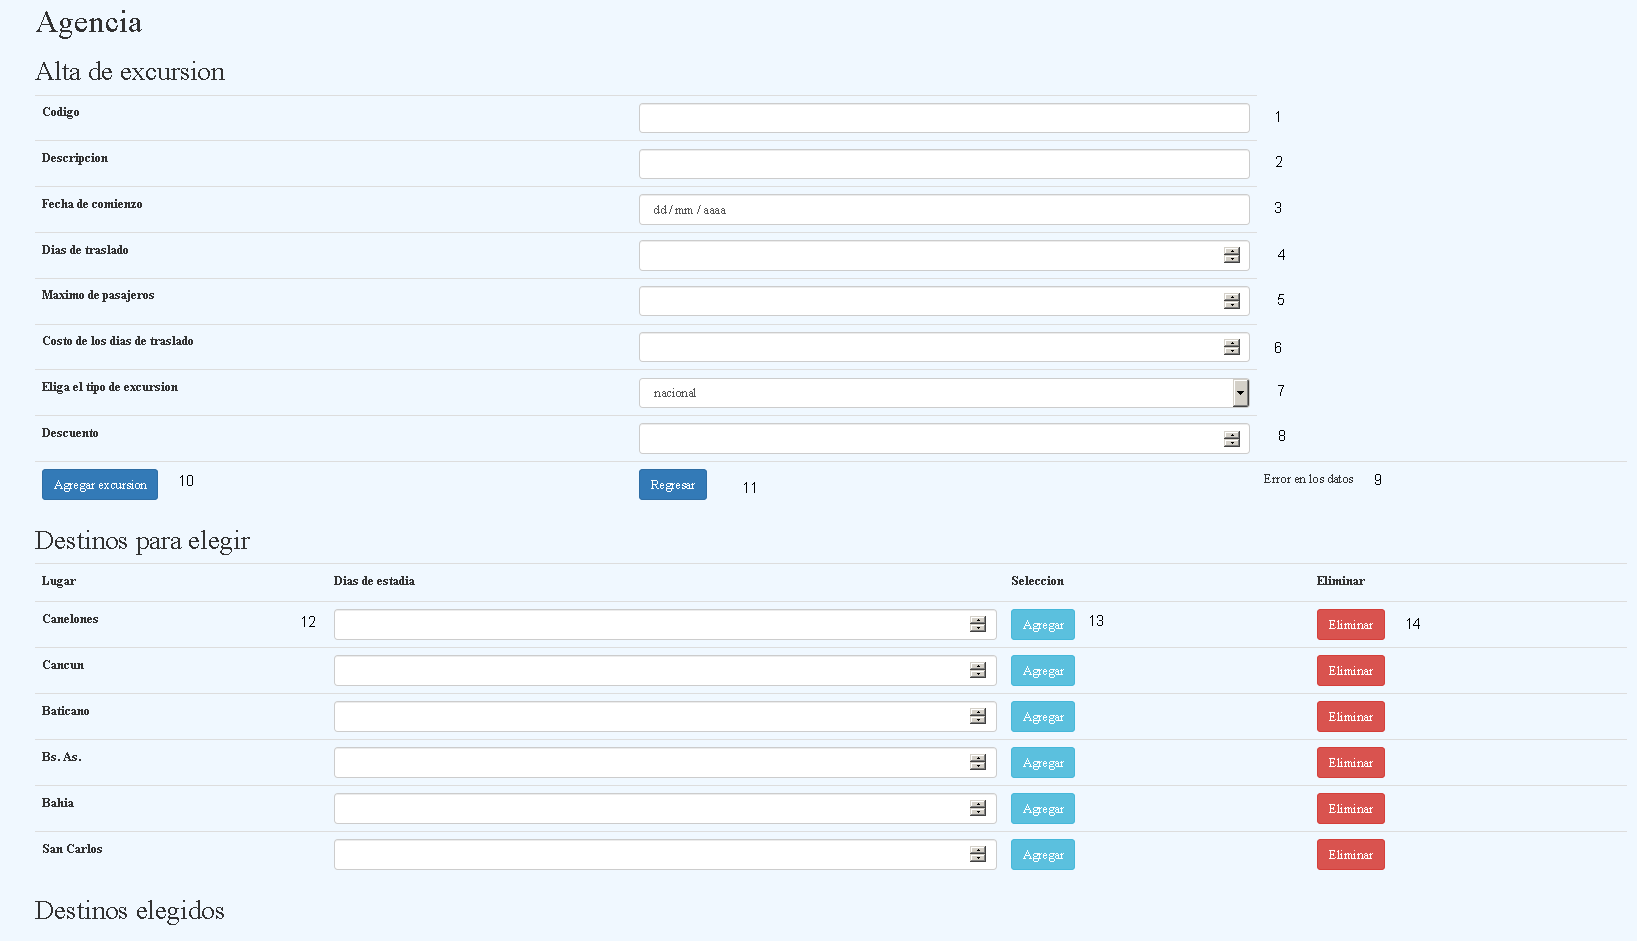 Agencia
Alta de excursion
Codigo 1
Descripcion 2
Fecha de comienzo dd / mm / aaaa 3
Dias de traslado 4
Maximo de pasajeros 5
Costo de los dias de traslado 6
Eliga el tipo de excursion nacional 7
Descuento 8
Agregar excursion 10 Regresar 11 Error en los datos 9
Destinos para elegir
Lugar Dias de estadia Seleccion Eliminar
Canelones 12 Agregar 13 Eliminar 14
Cancun Agregar Eliminar
Baticano Agregar Eliminar
Bs. As. Agregar Eliminar
Bahia Agregar Eliminar
San Carlos Agregar Eliminar
Destinos elegidos